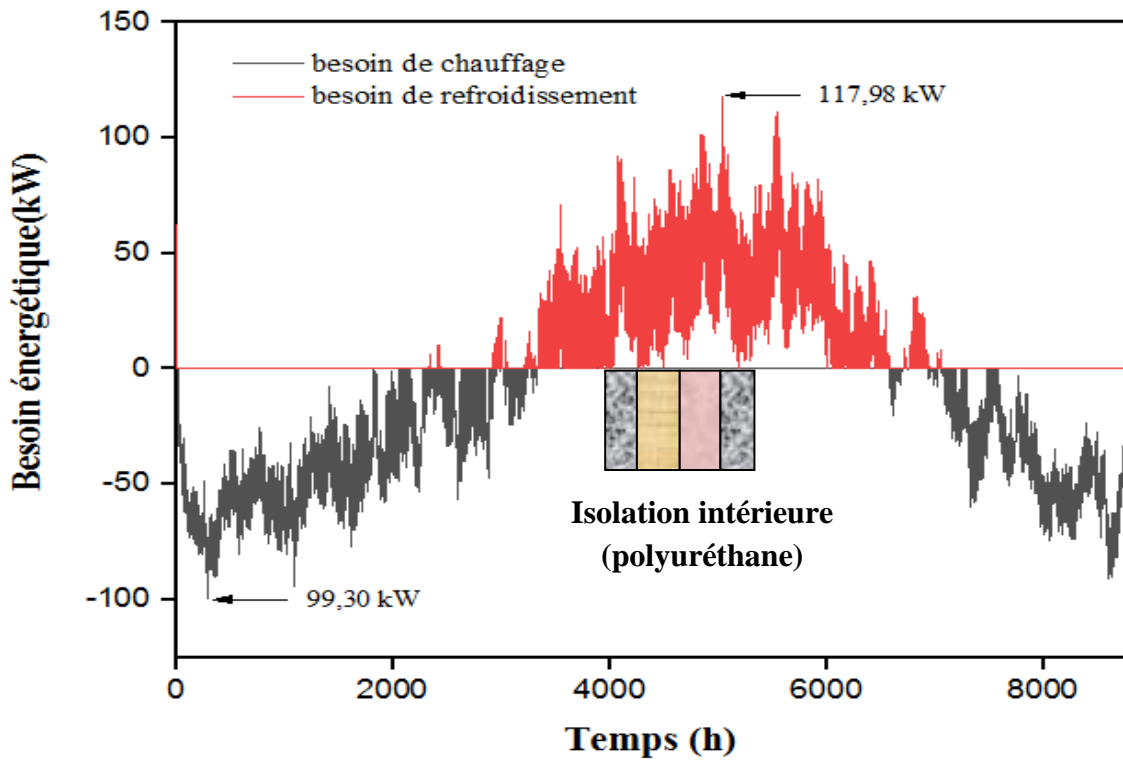 150
100
50
0
-50
-100
Besoin énergétique(kW)
besoin de chauffage
besoin de refroidissement
117,98 kW
Isolation intérieure
(polyuréthane)
99,30 kW
0
2000
4000
6000
8000
Temps (h)